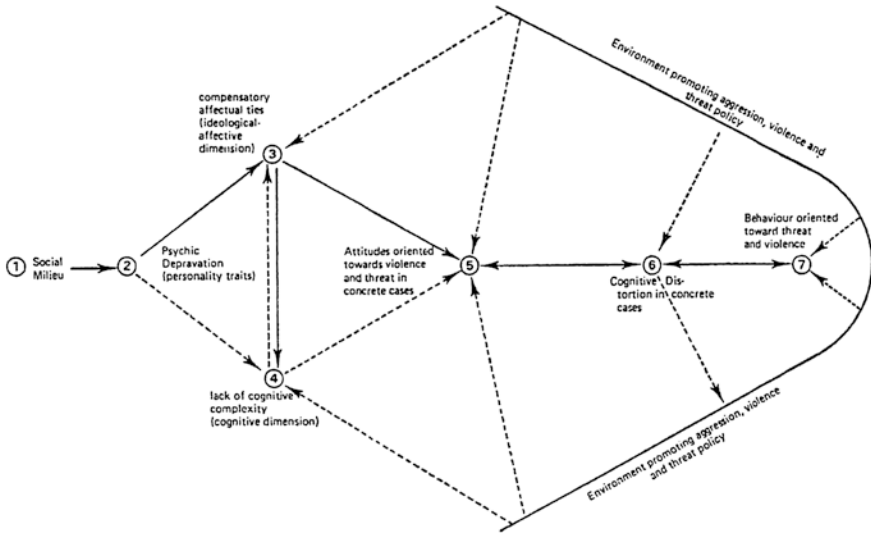 Environment promoting aggression, violence and
threat policy
compensatory
affectual ties
(ideological-
affective
dimension)
3
Behaviour oriented
toward threat
and violence
1
Social
Milieu
2
Psychic
Depravation
(personality traits)
Attitudes oriented
towards violence
and threat in
concrete cases
5
6
7
Cognitive Dis-
tortion in concrete
cases
4
lack of cognitive
complexity
(cognitive dimension)
Environment promoting aggression, violence
and threat policy